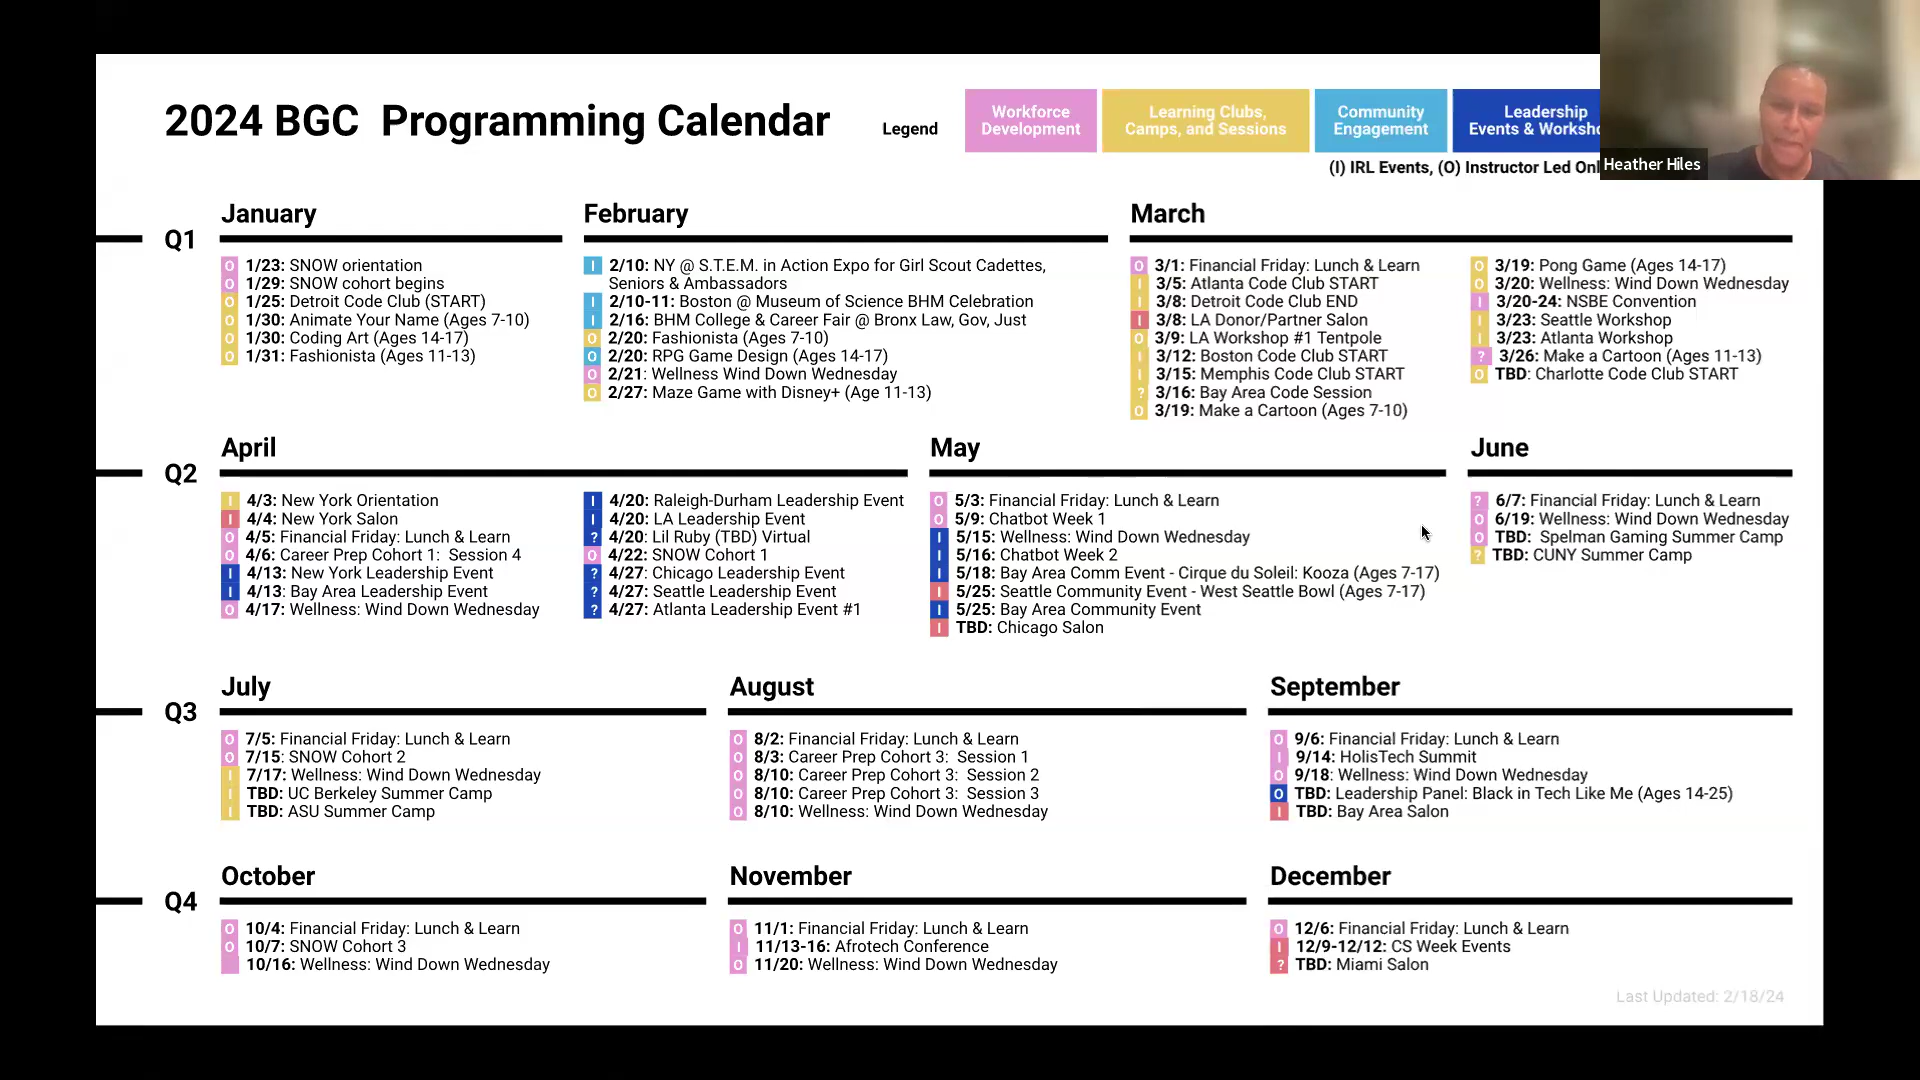 2024 BGC Programming Calendar
Legend
Workforce
Development
Learning Clubs,
Camps, and Sessions
Community
Engagement
Leadership
Events &
(I) IRL Events, (O) Instructor Led
Heather Hiles
Q1
January
O 1/23: SNOW orientation
O 1/29: SNOW cohort begins
O 1/25: Detroit Code Club (START)
O 1/30: Animate Your Name (Ages 7-10)
O 1/30: Coding Art (Ages 14-17)
O 1/31: Fashionista (Ages 11-13)
February
I 2/10: NY @ S.T.E.M. in Action Expo for Girl Scout Cadettes,
Seniors & Ambassadors
I 2/10-11: Boston @ Museum of Science BHM Celebration
I 2/16: BHM College & Career Fair @ Bronx Law, Gov, Just
O 2/20: Fashionista (Ages 7-10)
O 2/20: RPG Game Design (Ages 14-17)
O 2/21: Wellness Wind Down Wednesday
O 2/27: Maze Game with Disney+ (Age 11-13)
March
O 3/1: Financial Friday: Lunch & Learn
I 3/5: Atlanta Code Club START
I 3/8: Detroit Code Club END
I 3/8: LA Donor/Partner Salon
O 3/9: LA Workshop #1 Tentpole
I 3/12: Boston Code Club START
I 3/15: Memphis Code Club START
? 3/16: Bay Area Code Session
O 3/19: Make a Cartoon (Ages 7-10)
O 3/19: Pong Game (Ages 14-17)
O 3/20: Wellness: Wind Down Wednesday
I 3/20-24: NSBE Convention
I 3/23: Seattle Workshop
I 3/23: Atlanta Workshop
? 3/26: Make a Cartoon (Ages 11-13)
O TBD: Charlotte Code Club START
Q2
April
I 4/3: New York Orientation
I 4/4: New York Salon
O 4/5: Financial Friday: Lunch & Learn
O 4/6: Career Prep Cohort 1: Session 4
I 4/13: New York Leadership Event
I 4/13: Bay Area Leadership Event
O 4/17: Wellness: Wind Down Wednesday
I 4/20: Raleigh-Durham Leadership Event
I 4/20: LA Leadership Event
? 4/20: Lil Ruby (TBD) Virtual
O 4/22: SNOW Cohort 1
? 4/27: Chicago Leadership Event
? 4/27: Seattle Leadership Event
? 4/27: Atlanta Leadership Event #1
May
O 5/3: Financial Friday: Lunch & Learn
O 5/9: Chatbot Week 1
I 5/15: Wellness: Wind Down Wednesday
I 5/16: Chatbot Week 2
I 5/18: Bay Area Comm Event - Cirque du Soleil: Kooza (Ages 7-17)
I 5/25: Seattle Community Event - West Seattle Bowl (Ages 7-17)
I 5/25: Bay Area Community Event
I TBD: Chicago Salon
June
? 6/7: Financial Friday: Lunch & Learn
O 6/19: Wellness: Wind Down Wednesday
O TBD: Spelman Gaming Summer Camp
? TBD: CUNY Summer Camp
Q3
July
O 7/5: Financial Friday: Lunch & Learn
O 7/15: SNOW Cohort 2
I 7/17: Wellness: Wind Down Wednesday
I TBD: UC Berkeley Summer Camp
I TBD: ASU Summer Camp
August
O 8/2: Financial Friday: Lunch & Learn
O 8/3: Career Prep Cohort 3: Session 1
O 8/10: Career Prep Cohort 3: Session 2
O 8/10: Career Prep Cohort 3: Session 3
O 8/10: Wellness: Wind Down Wednesday
September
O 9/6: Financial Friday: Lunch & Learn
I 9/14: HolisTech Summit
O 9/18: Wellness: Wind Down Wednesday
O TBD: Leadership Panel: Black in Tech Like Me (Ages 14-25)
I TBD: Bay Area Salon
Q4
October
O 10/4: Financial Friday: Lunch & Learn
O 10/7: SNOW Cohort 3
10/16: Wellness: Wind Down Wednesday
November
O 11/1: Financial Friday: Lunch & Learn
I 11/13-16: Afrotech Conference
O 11/20: Wellness: Wind Down Wednesday
December
O 12/6: Financial Friday: Lunch & Learn
I 12/9-12/12: CS Week Events
? TBD: Miami Salon
Last Updated: 2/18/24